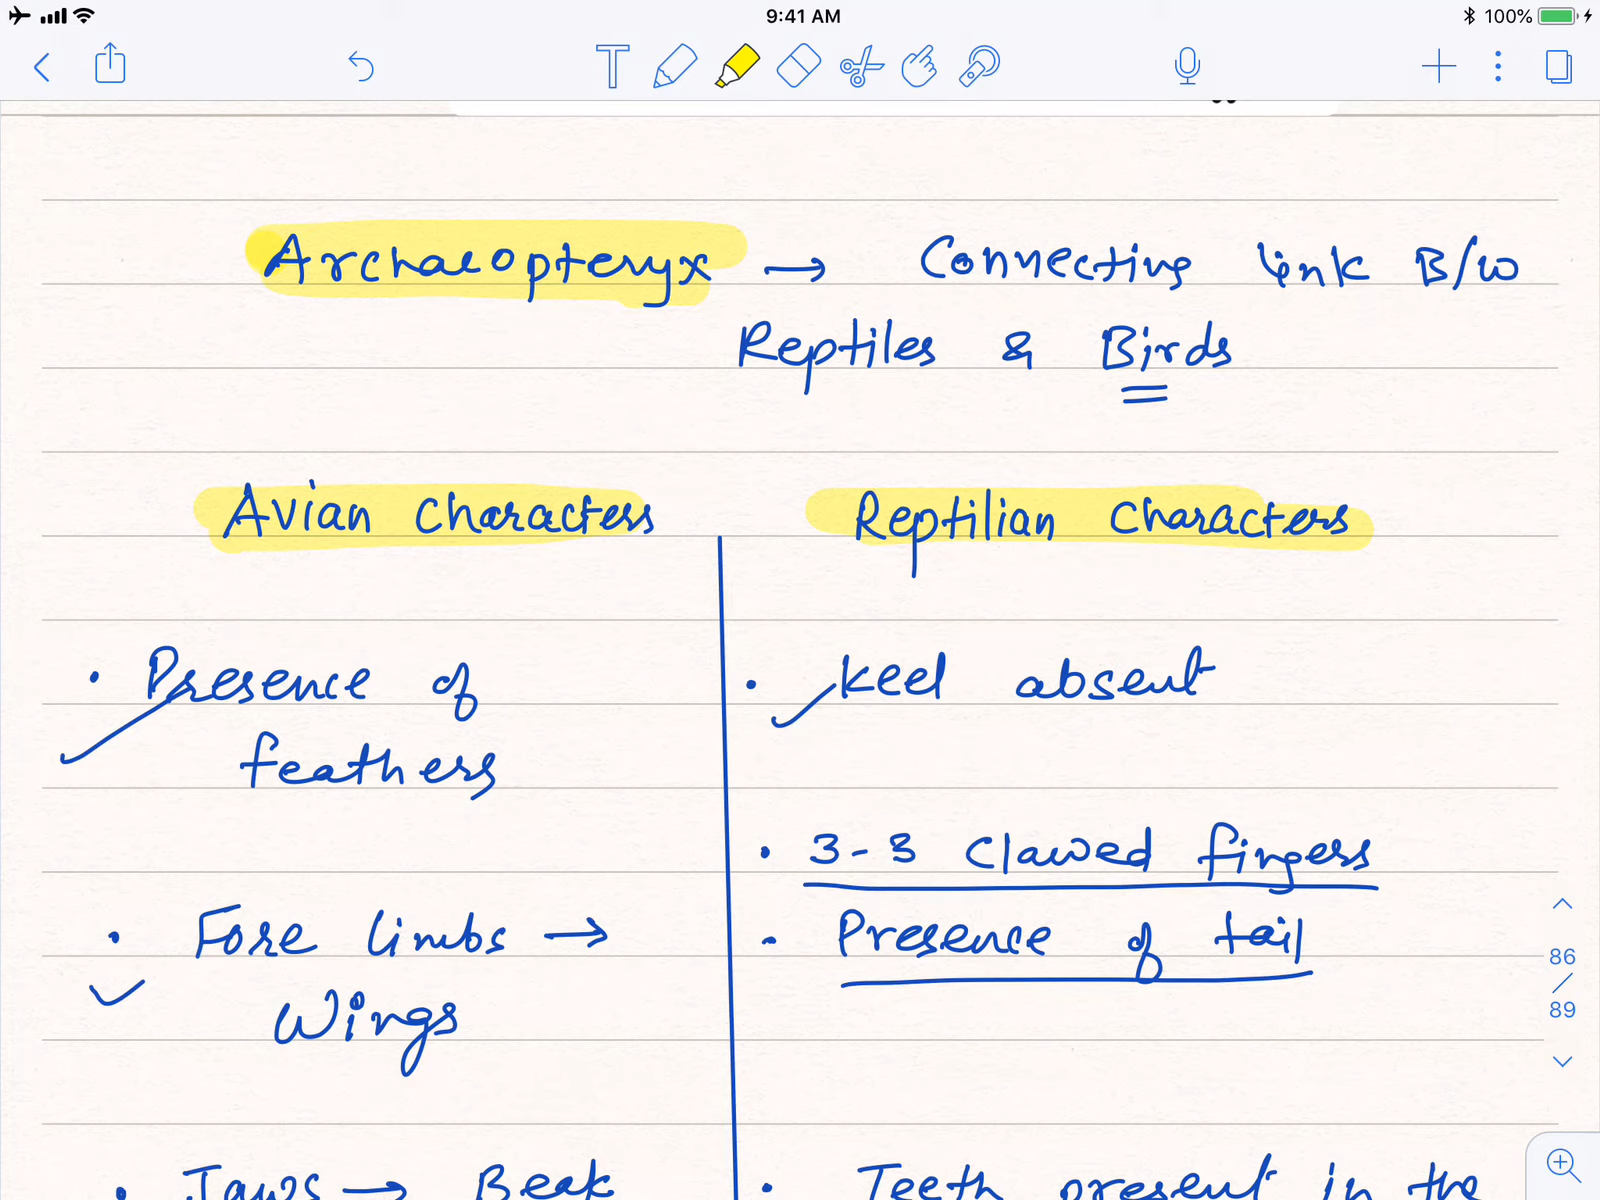 9:41 AM
100%
Archaeopteryx → Connecting link B/w
Reptiles & Birds
Avian Characters
Reptilian Characters
• Presence of
feathers
• Keel absent
• 3-3 Clawed fingers
• Fore limbs →
Wings
• Presence of tail
86
/
89
• Jaws → Beak
• Teeth present in the